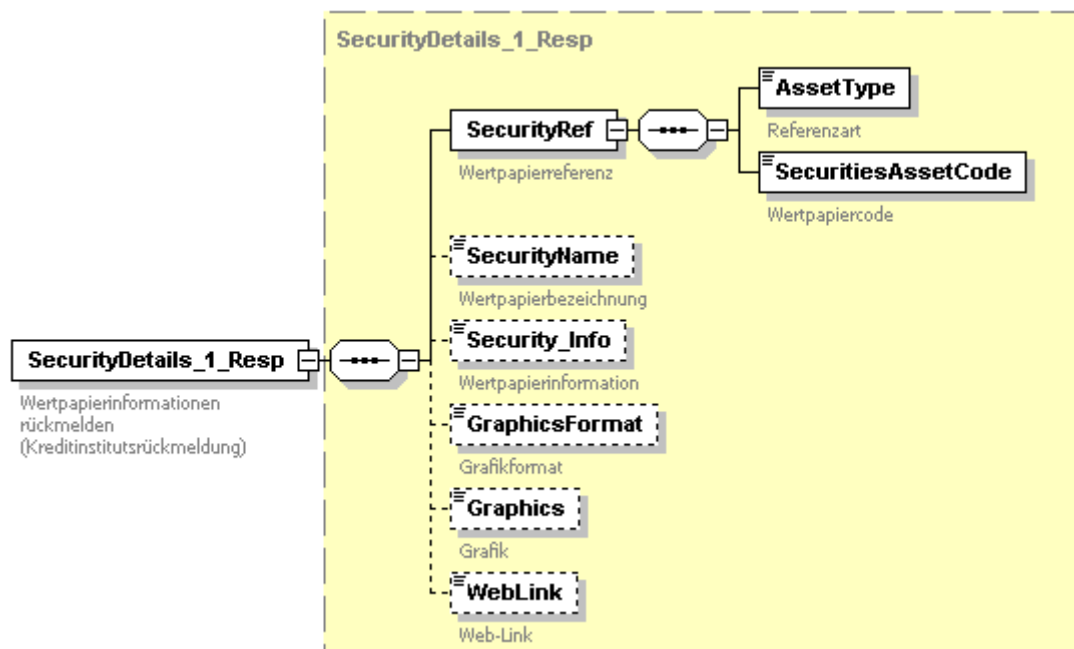 SecurityDetails_1_Resp
SecurityRef
Wertpapierreferenz
AssetType
Referenzart
SecuritiesAssetCode
Wertpapiercode
SecurityName
Wertpapierbezeichnung
Security_Info
Wertpapierinformation
SecurityDetails_1_Resp
Wertpapierinformationen
rückmelden
(Kreditinstitutsrückmeldung)
GraphicsFormat
Grafikformat
Graphics
Grafik
WebLink
Web-Link